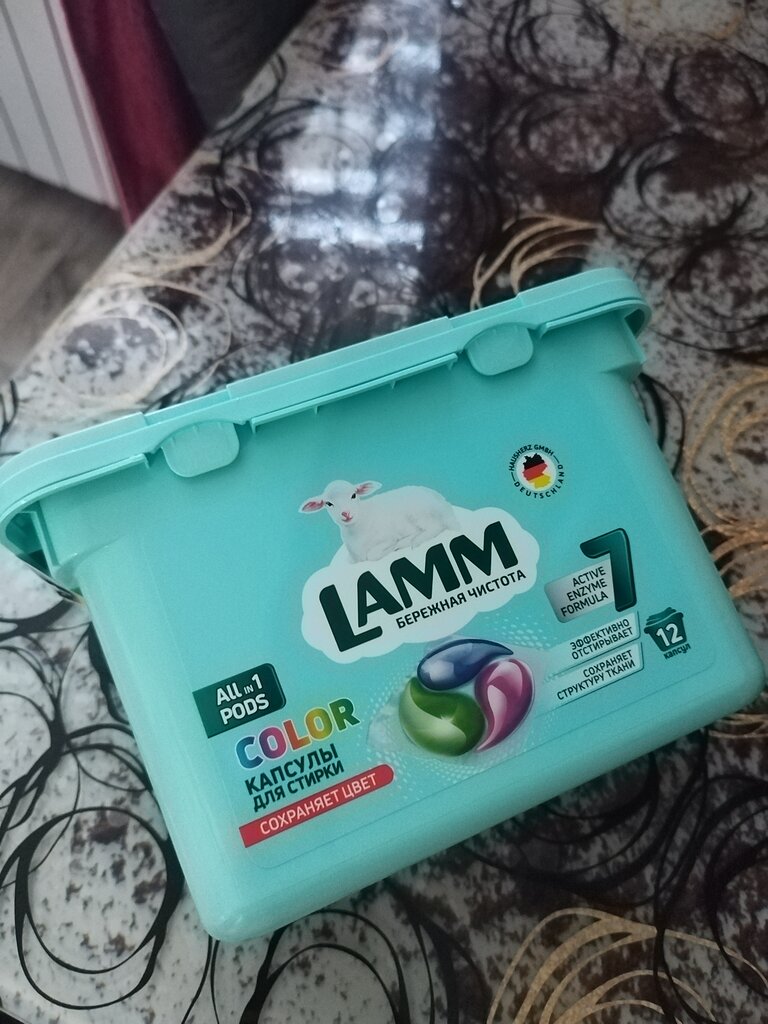 HAUSHERZ GMBH
DEUTSCHLAND
LAMM
БЕРЕЖНАЯ ЧИСТОТА
7
ACTIVE
ENZYME
FORMULA
ЭФФЕКТИВНО
ОТСТИРЫВАЕТ
12
капсул
СОХРАНЯЕТ
СТРУКТУРУ ТКАНИ
All IN 1
PODS
COLOR
КАПСУЛЫ
ДЛЯ СТИРКИ
СОХРАНЯЕТ ЦВЕТ